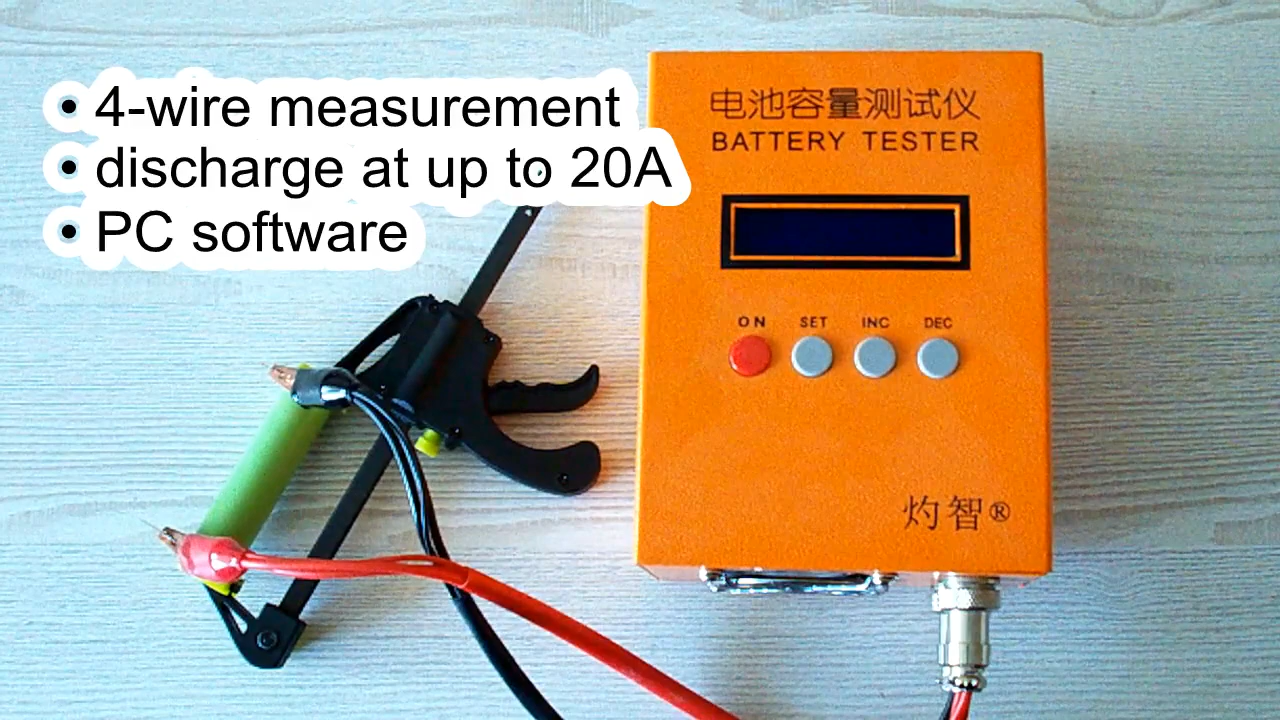 • 4-wire measurement
• discharge at up to 20A
• PC software
电池容量测试仪
BATTERY TESTER
ON SET INC DEC
灼智®